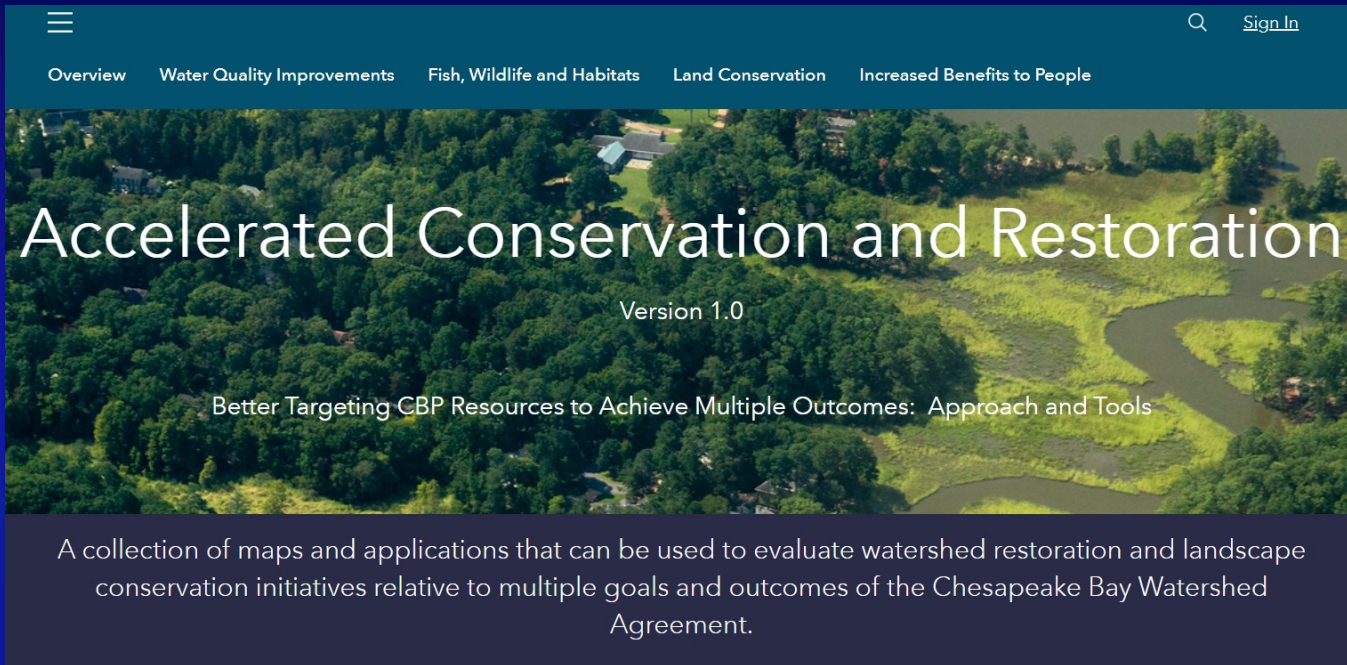 Sign In
Overview Water Quality Improvements Fish, Wildlife and Habitats Land Conservation Increased Benefits to People
Accelerated Conservation and Restoration
Version 1.0
Better Targeting CBP Resources to Achieve Multiple Outcomes: Approach and Tools
A collection of maps and applications that can be used to evaluate watershed restoration and landscape
conservation initiatives relative to multiple goals and outcomes of the Chesapeake Bay Watershed
Agreement.